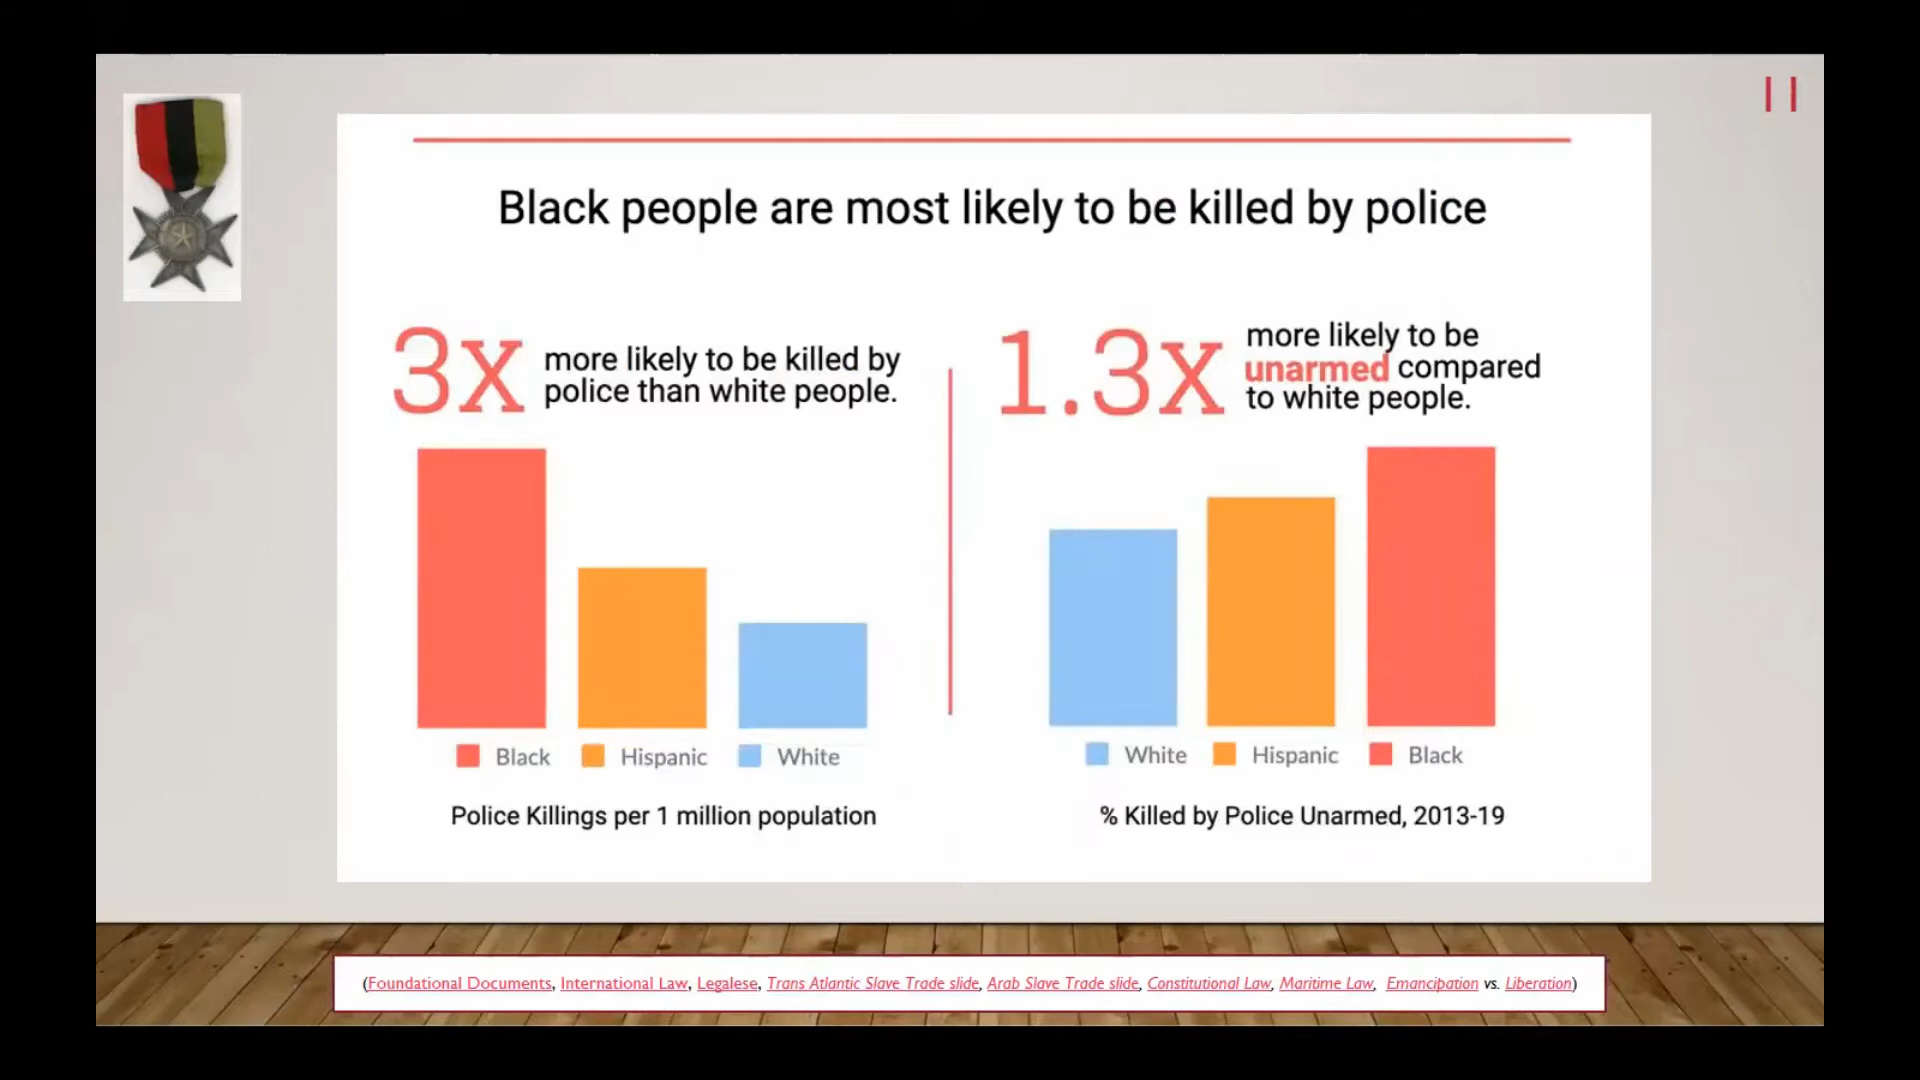 11
Black people are most likely to be killed by police
3x more likely to be killed by
police than white people.
1.3x more likely to be
unarmed compared
to white people.
Black Hispanic White
Police Killings per 1 million population
White Hispanic Black
% Killed by Police Unarmed, 2013-19
(Foundational Documents, International Law, Legalese, Trans Atlantic Slave Trade slide, Arab Slave Trade slide, Constitutional Law, Maritime Law, Emancipation vs. Liberation)